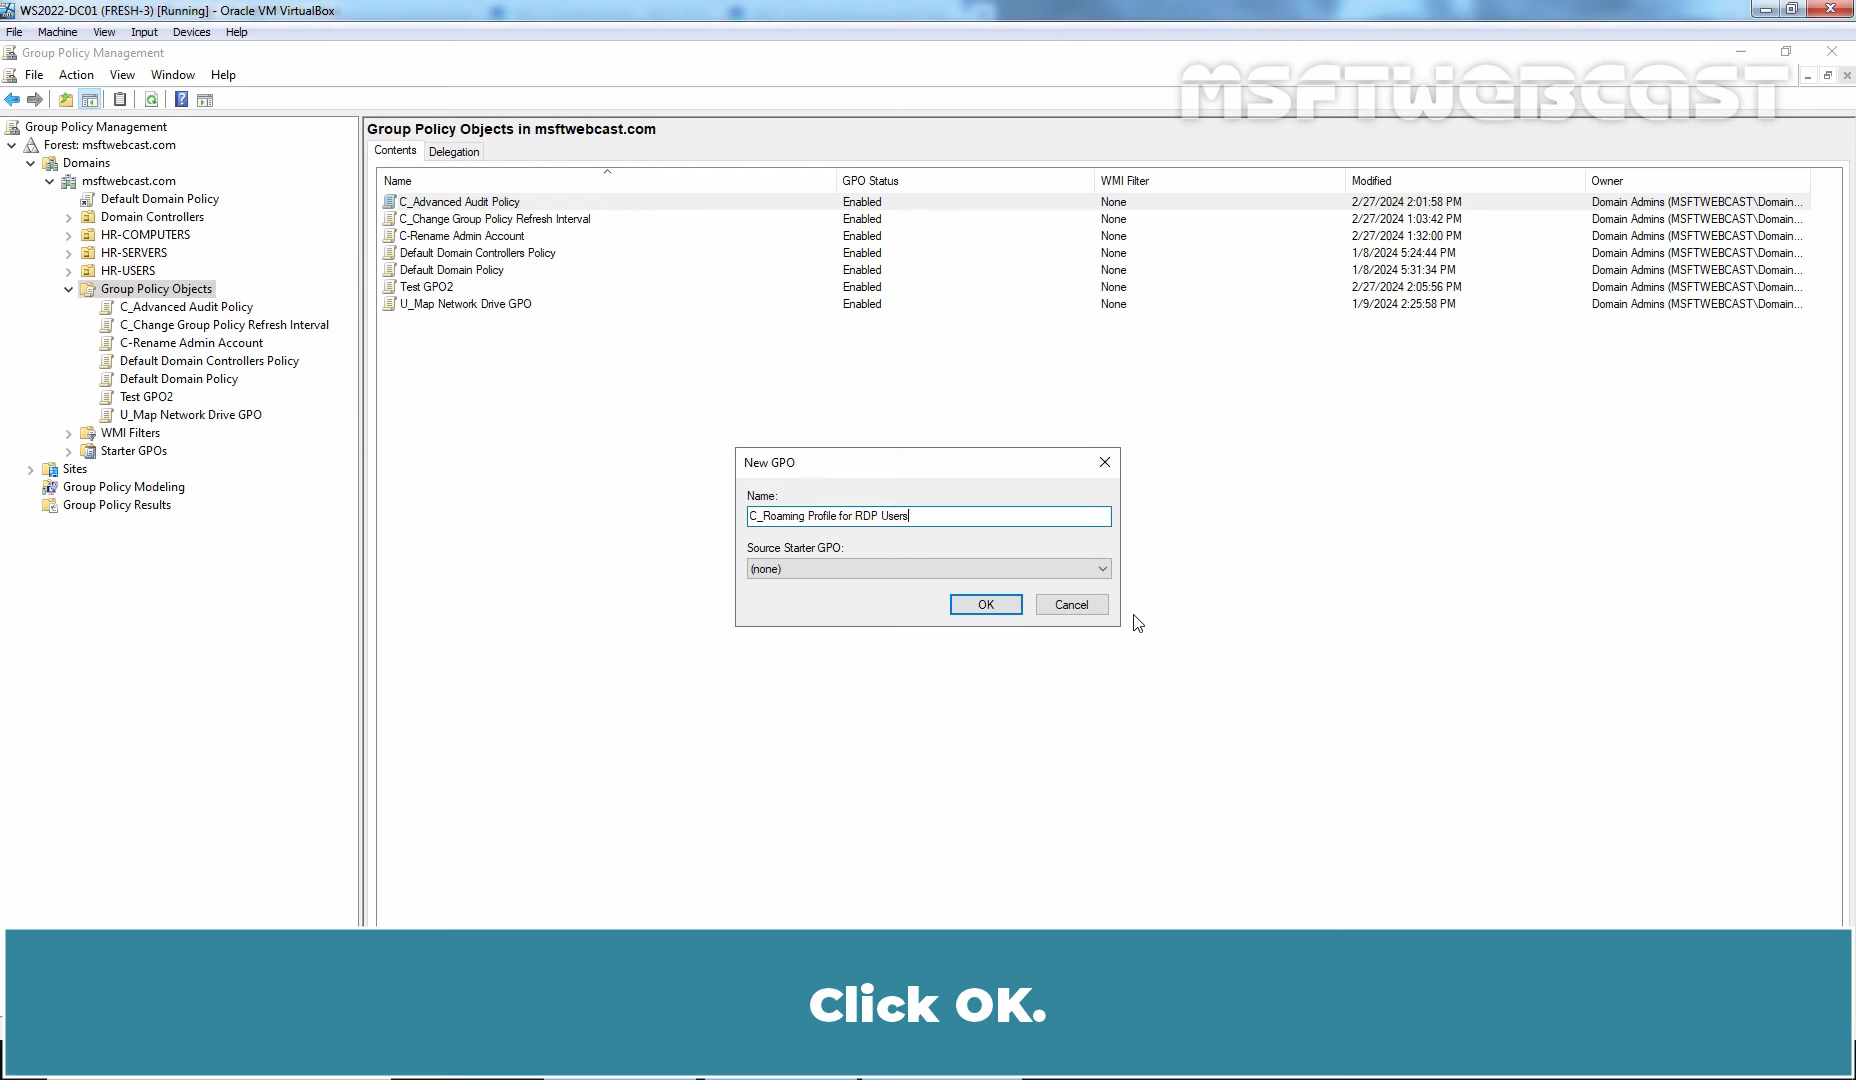 WS2022-DC01 (FRESH-3) [Running] - Oracle VM VirtualBox
File Machine View Input Devices Help
Group Policy Management
File Action View Window Help
MSFTWEBCAST
Group Policy Management
Forest: msftwebcast.com
Domains
msftwebcast.com
Default Domain Policy
Domain Controllers
HR-COMPUTERS
HR-SERVERS
HR-USERS
Group Policy Objects
C_Advanced Audit Policy
C_Change Group Policy Refresh Interval
C-Rename Admin Account
Default Domain Controllers Policy
Default Domain Policy
Test GPO2
U_Map Network Drive GPO
WMI Filters
Starter GPOs
Sites
Group Policy Modeling
Group Policy Results
Group Policy Objects in msftwebcast.com
Contents Delegation
Name GPO Status WMI Filter Modified Owner
C_Advanced Audit Policy Enabled None 2/27/2024 2:01:58 PM Domain Admins (MSFTWEBCAST\Domain...
C_Change Group Policy Refresh Interval Enabled None 2/27/2024 1:03:42 PM Domain Admins (MSFTWEBCAST\Domain...
C-Rename Admin Account Enabled None 2/27/2024 1:32:00 PM Domain Admins (MSFTWEBCAST\Domain...
Default Domain Controllers Policy Enabled None 1/8/2024 5:24:44 PM Domain Admins (MSFTWEBCAST\Domain...
Default Domain Policy Enabled None 1/8/2024 5:31:34 PM Domain Admins (MSFTWEBCAST\Domain...
Test GPO2 Enabled None 2/27/2024 2:05:56 PM Domain Admins (MSFTWEBCAST\Domain...
U_Map Network Drive GPO Enabled None 1/9/2024 2:25:58 PM Domain Admins (MSFTWEBCAST\Domain...
New GPO
Name:
C_Roaming Profile for RDP Users
Source Starter GPO:
(none)
OK Cancel
Click OK.